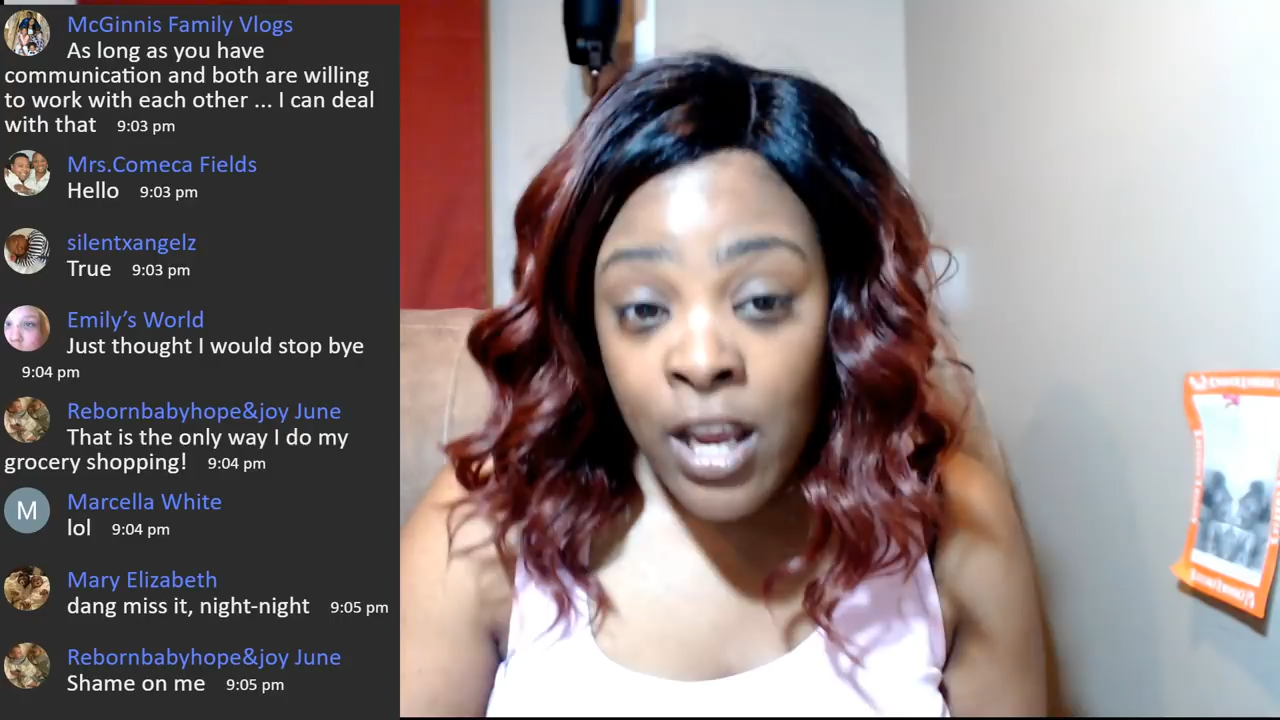 McGinnis Family Vlogs
As long as you have
communication and both are willing
to work with each other ... I can deal
with that 9:03 pm
Mrs.Comeca Fields
Hello 9:03 pm
silentxangelz
True 9:03 pm
Emily's World
Just thought I would stop bye
9:04 pm
Rebornbabyhope&joy June
That is the only way I do my
grocery shopping! 9:04 pm
M
Marcella White
lol 9:04 pm
Mary Elizabeth
dang miss it, night-night 9:05 pm
Rebornbabyhope&joy June
Shame on me 9:05 pm